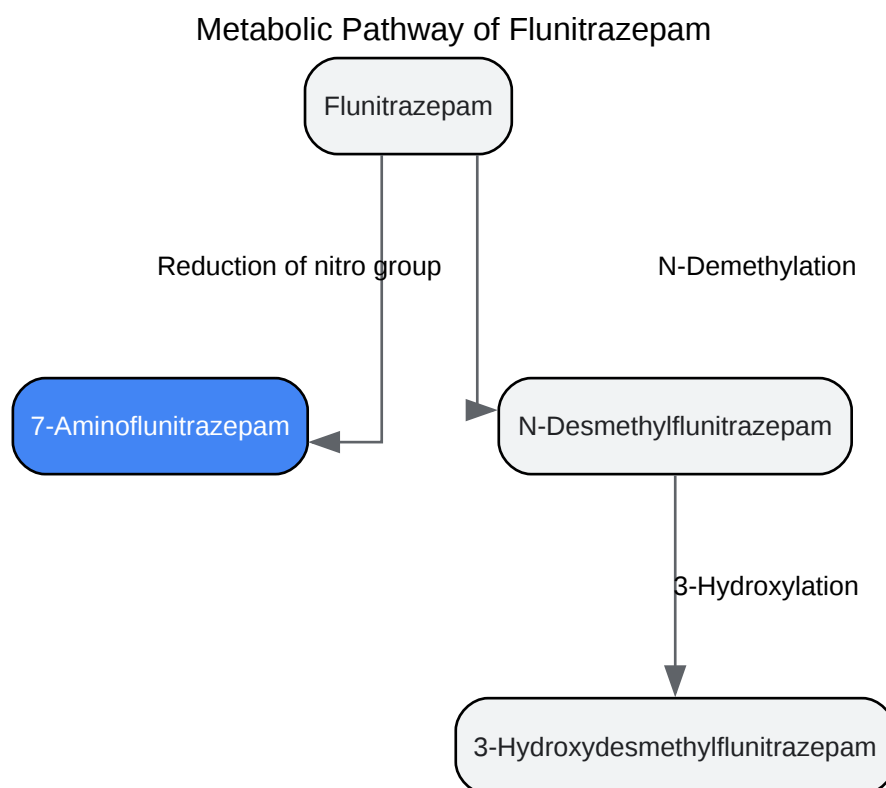 Metabolic Pathway of Flunitrazepam
Flunitrazepam
Reduction of nitro group
N-Demethylation
7-Aminoflunitrazepam
N-Desmethylflunitrazepam
3-Hydroxylation
3-Hydroxydesmethylflunitrazepam